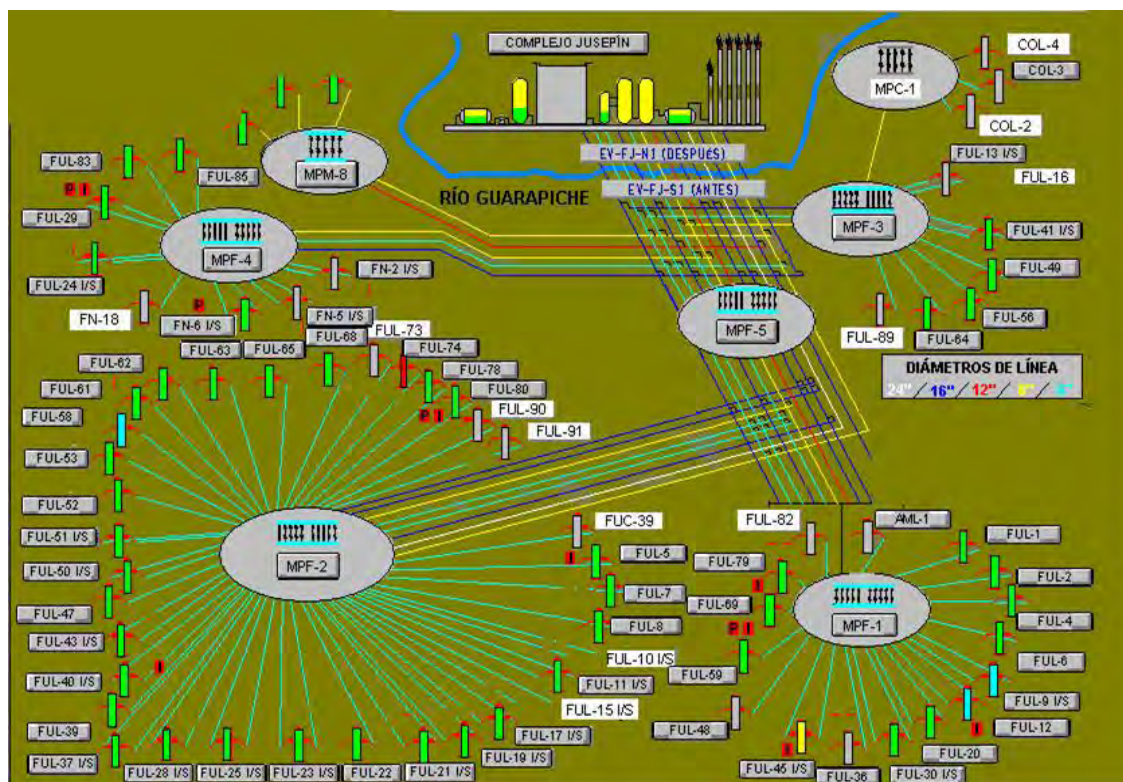 COMPLEJO JUSEPÍN
COL-4
COL-3
MPC-1
COL-2
EV-FJ-N1 (DESPUÉS)
FUL-13 I/S
FUL-83
FUL-85
MPM-8
FUL-16
EV-FJ-S1 (ANTES)
RÍO GUARAPICHE
P I
FUL-29
MPF-3
FUL-41 I/S
MPF-4
FUL-49
FN-2 I/S
FUL-24 I/S
FUL-56
FN-18
P
FN-5 I/S
FN-6 I/S
MPF-5
FUL-89
FUL-64
FUL-68
FUL-73
FUL-63
FUL-65
FUL-74
FUL-62
FUL-78
DIÁMETROS DE LÍNEA
24" / 16" / 12" / 8" / 6"
FUL-61
FUL-80
FUL-90
P I
FUL-58
FUL-91
FUL-53
FUL-52
FUL-51 I/S
FUC-39
FUL-82
AML-1
FUL-1
I
FUL-5
FUL-50 I/S
MPF-2
FUL-79
FUL-2
I
FUL-7
FUL-69
FUL-47
FUL-4
FUL-8
MPF-1
P I
FUL-43 I/S
FUL-10 I/S
FUL-6
I
FUL-59
FUL-40 I/S
FUL-11 I/S
FUL-9 I/S
FUL-15 I/S
FUL-12
FUL-39
FUL-17 I/S
FUL-48
I
FUL-20
I
FUL-37 I/S
FUL-19 I/S
FUL-28 I/S
FUL-25 I/S
FUL-23 I/S
FUL-22
FUL-21 I/S
FUL-45 I/S
FUL-36
FUL-30 I/S